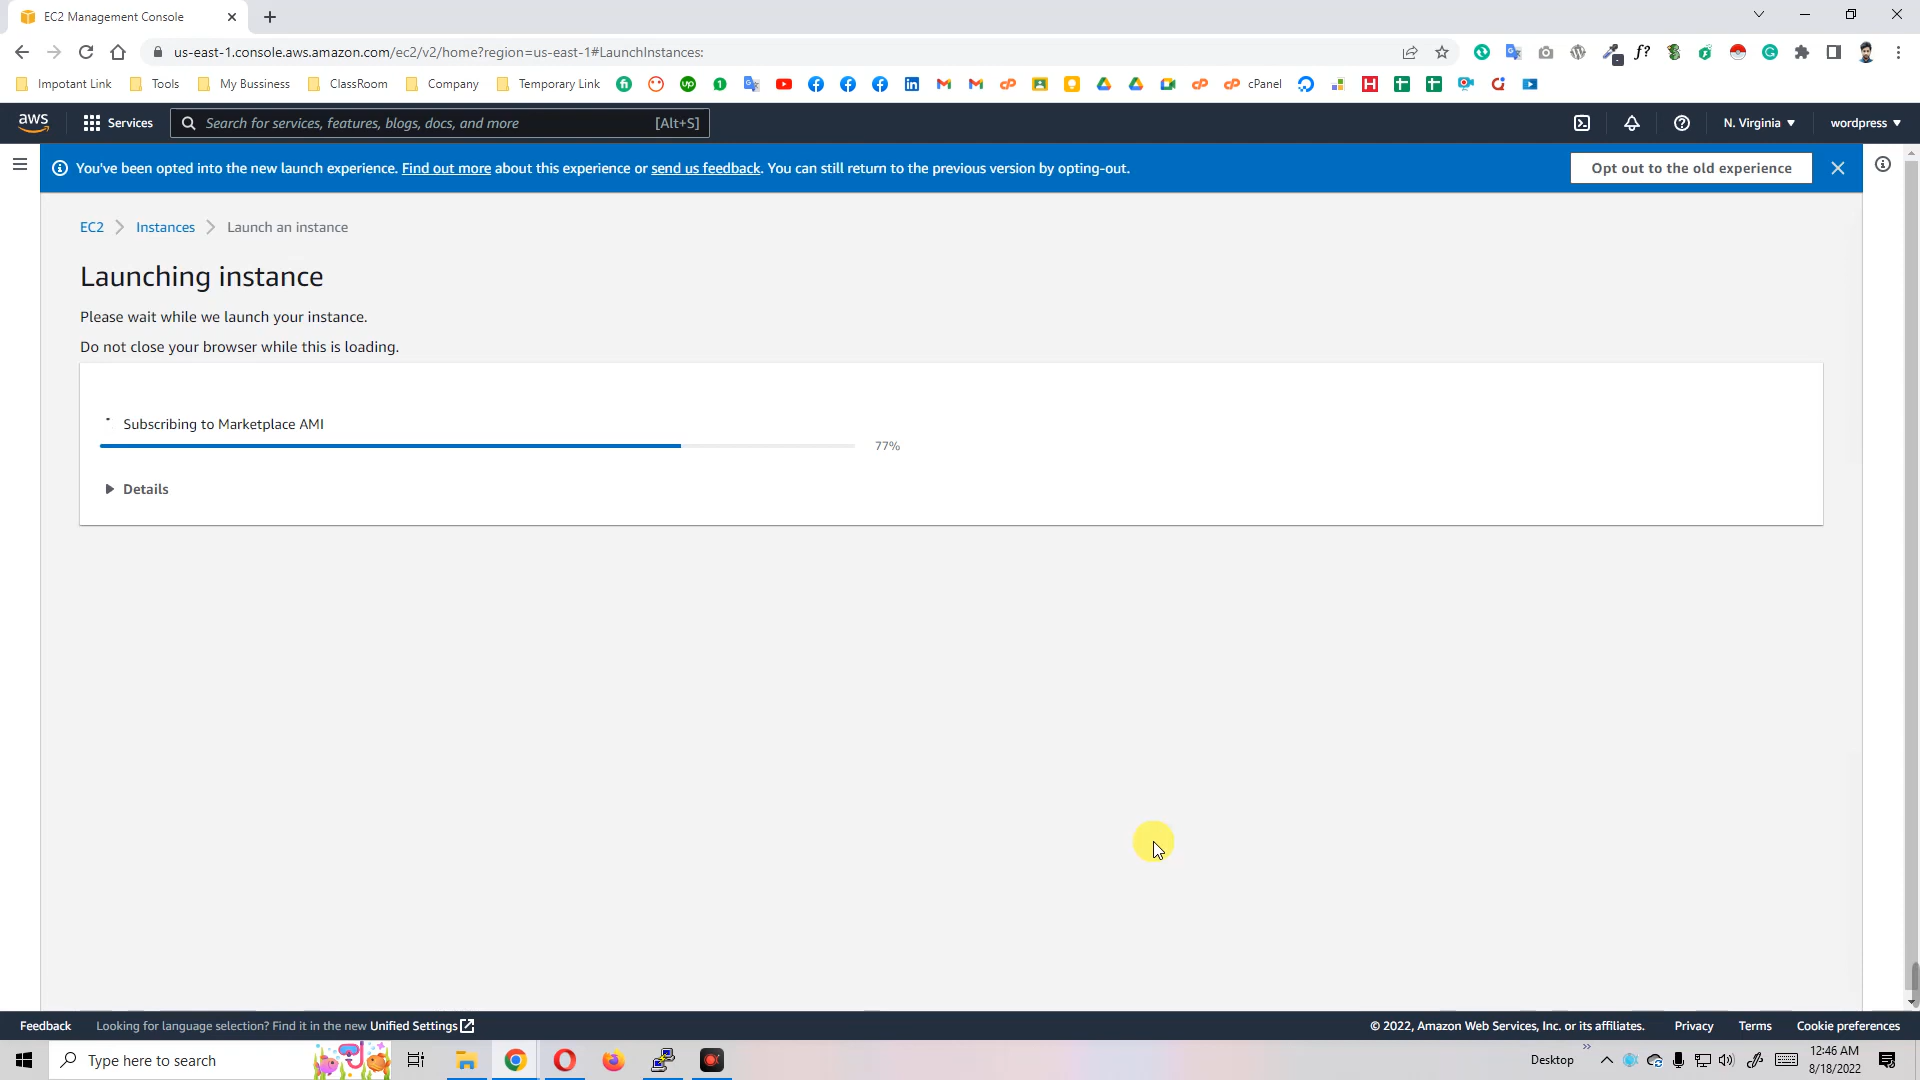 EC2 Management Console
us-east-1.console.aws.amazon.com/ec2/v2/home?region=us-east-1#LaunchInstances:
f?
Impotant Link Tools My Bussiness ClassRoom Company Temporary Link cPanel
aws Services Search for services, features, blogs, docs, and more [Alt+S] N. Virginia wordpress
You've been opted into the new launch experience. Find out more about this experience or send us feedback. You can still return to the previous version by opting-out. Opt out to the old experience
EC2 Instances Launch an instance
Launching instance
Please wait while we launch your instance.
Do not close your browser while this is loading.
Subscribing to Marketplace AMI
77%
Details
Feedback Looking for language selection? Find it in the new Unified Settings © 2022, Amazon Web Services, Inc. or its affiliates. Privacy Terms Cookie preferences
Type here to search Desktop 12:46 AM
8/18/2022